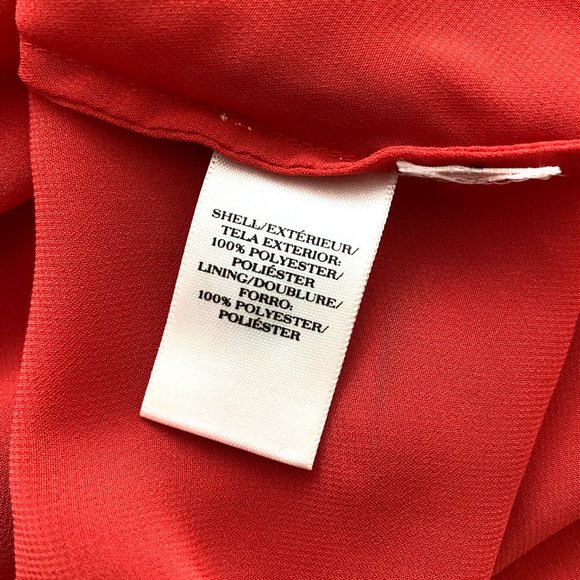 SHELL/EXTÉRIEUR/
TELA EXTERIOR:
100% POLYESTER/
POLIÉSTER
LINING/DOUBLURE/
FORRO:
100% POLYESTER/
POLIÉSTER